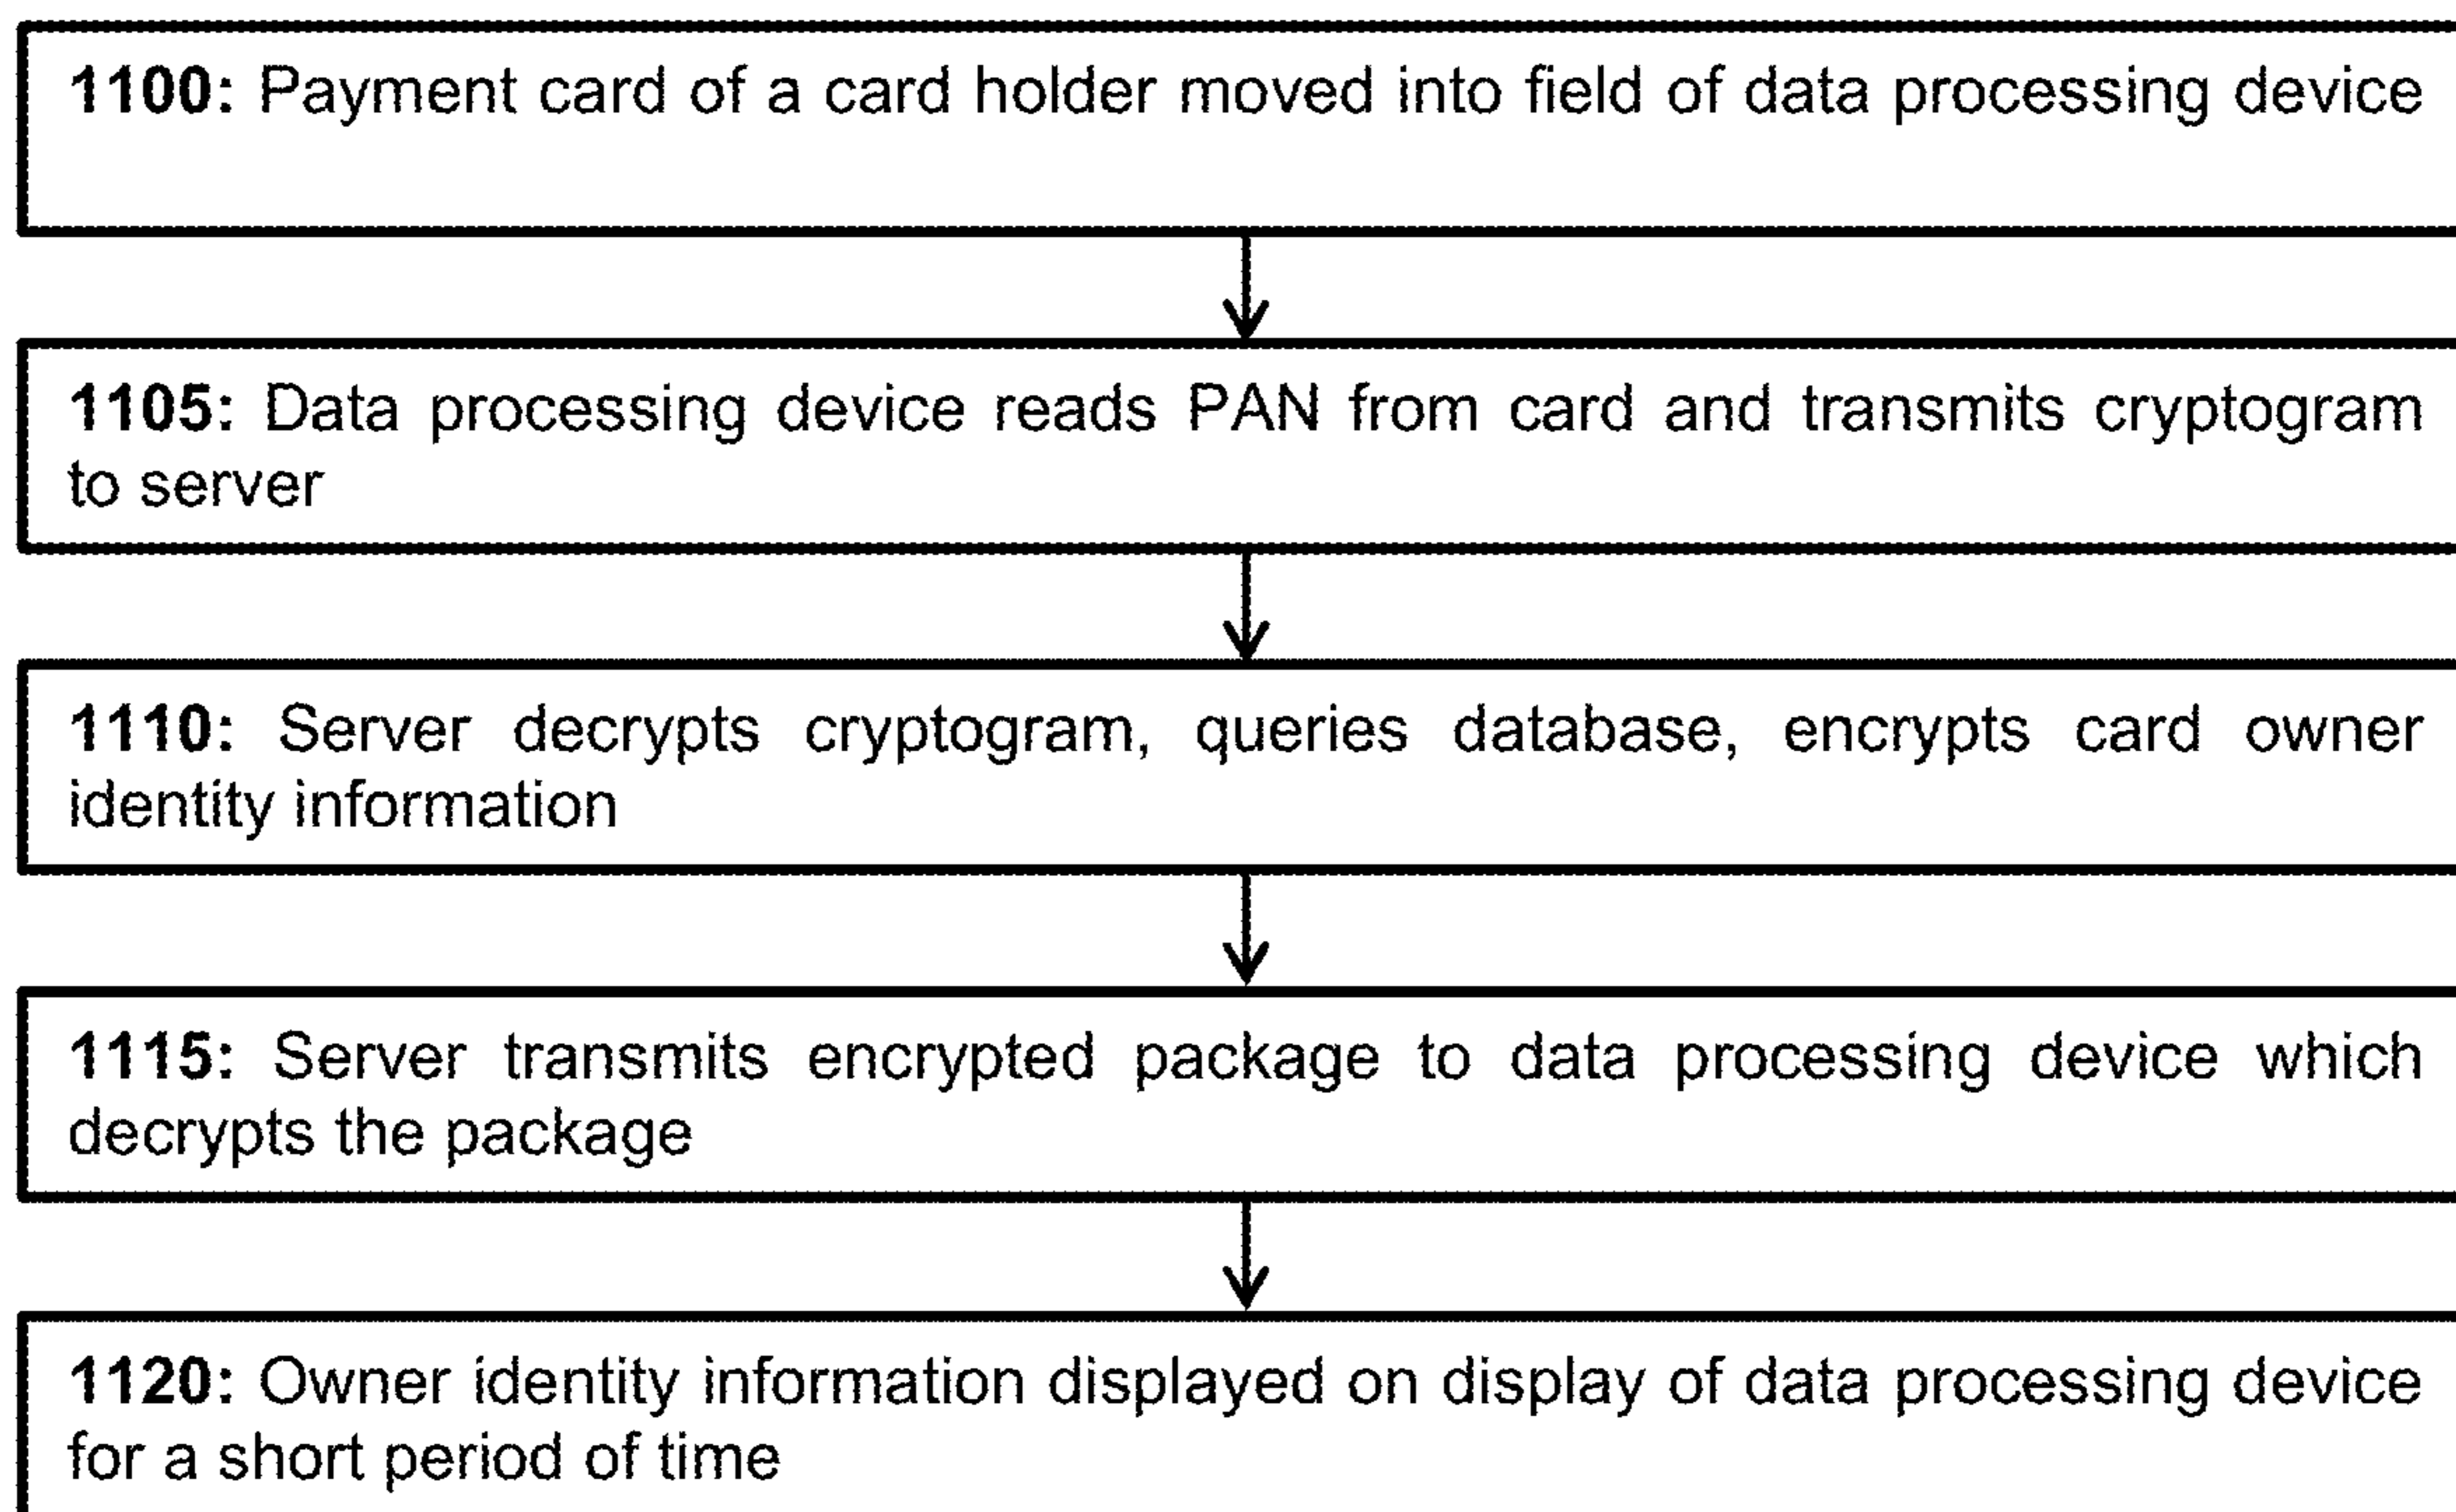 1100: Payment card of a card holder moved into field of data processing device
1105: Data processing device reads PAN from card and transmits cryptogram
to server
1110: Server decrypts cryptogram, queries database, encrypts card owner
identity information
1115: Server transmits encrypted package to data processing device which
decrypts the package
1120: Owner identity information displayed on display of data processing device
for a short period of time